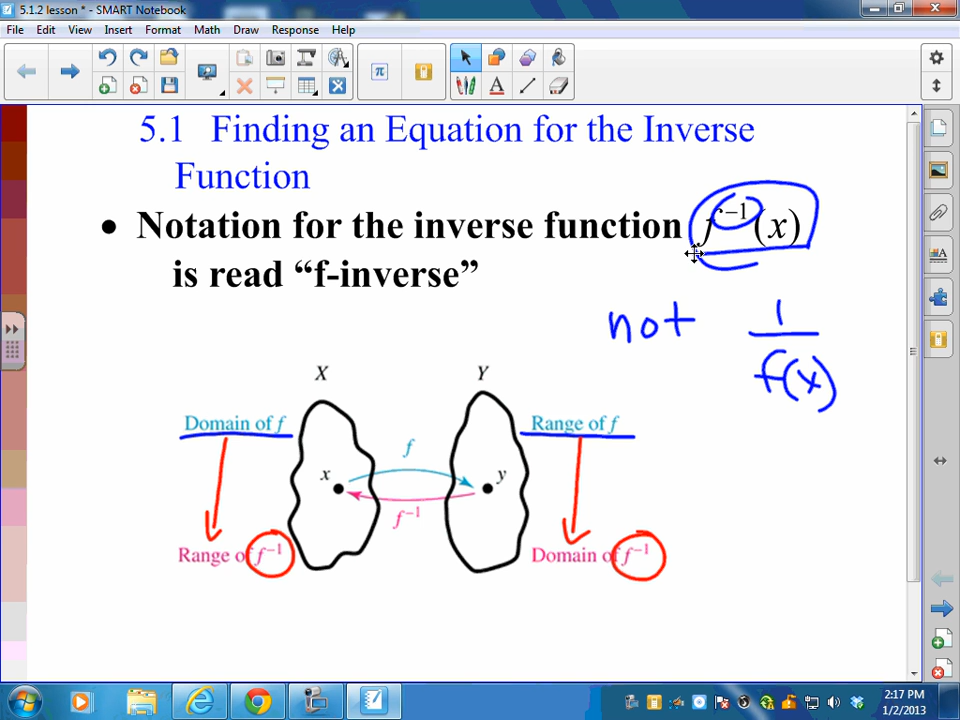 5.1.2 lesson * - SMART Notebook
File Edit View Insert Format Math Draw Response Help
5.1 Finding an Equation for the Inverse
Function
• Notation for the inverse function f⁻¹(x)
is read “f-inverse”
not 1
f(x)
X Y
Domain of f Range of f
f
x y
f⁻¹
Range of f⁻¹ Domain of f⁻¹
2:17 PM
1/2/2013